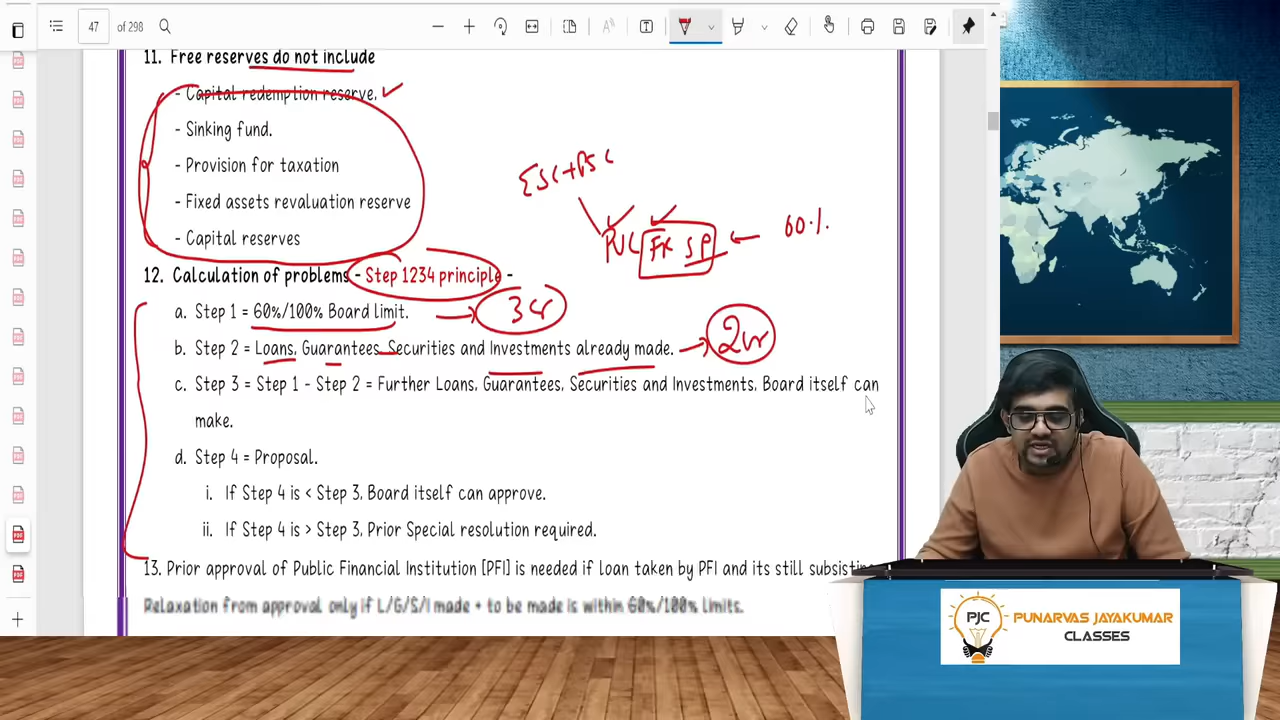 47 of 298
11. Free reserves do not include
- Capital redemption reserve.
- Sinking fund.
- Provision for taxation
- Fixed assets revaluation reserve
- Capital reserves
ESC+PSC
PUC FR SP ← 60%
12. Calculation of problems - Step 1234 principle -
a. Step 1 = 60%/100% Board limit. → 3cr
b. Step 2 = Loans, Guarantees Securities and Investments already made. → 2cr
c. Step 3 = Step 1 - Step 2 = Further Loans, Guarantees, Securities and Investments, Board itself can
make.
d. Step 4 = Proposal.
i. If Step 4 is < Step 3, Board itself can approve.
ii. If Step 4 is > Step 3, Prior Special resolution required.
13. Prior approval of Public Financial Institution [PFI] is needed if loan taken by PFI and its still
Relaxation from approval only if L/G/S/I made + to be made is within 60%/100% limits.
PJC
PUNARVAS JAYAKUMAR
CLASSES